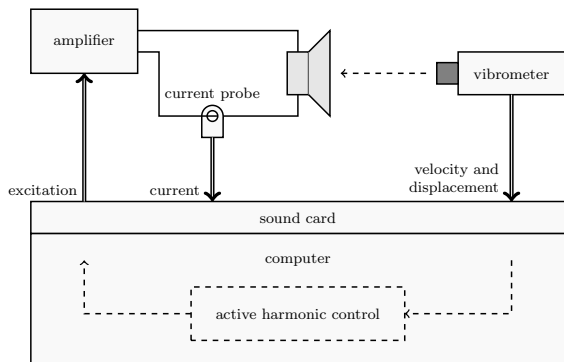 amplifier
vibrometer
current probe
excitation
current
velocity and
displacement
sound card
computer
active harmonic control